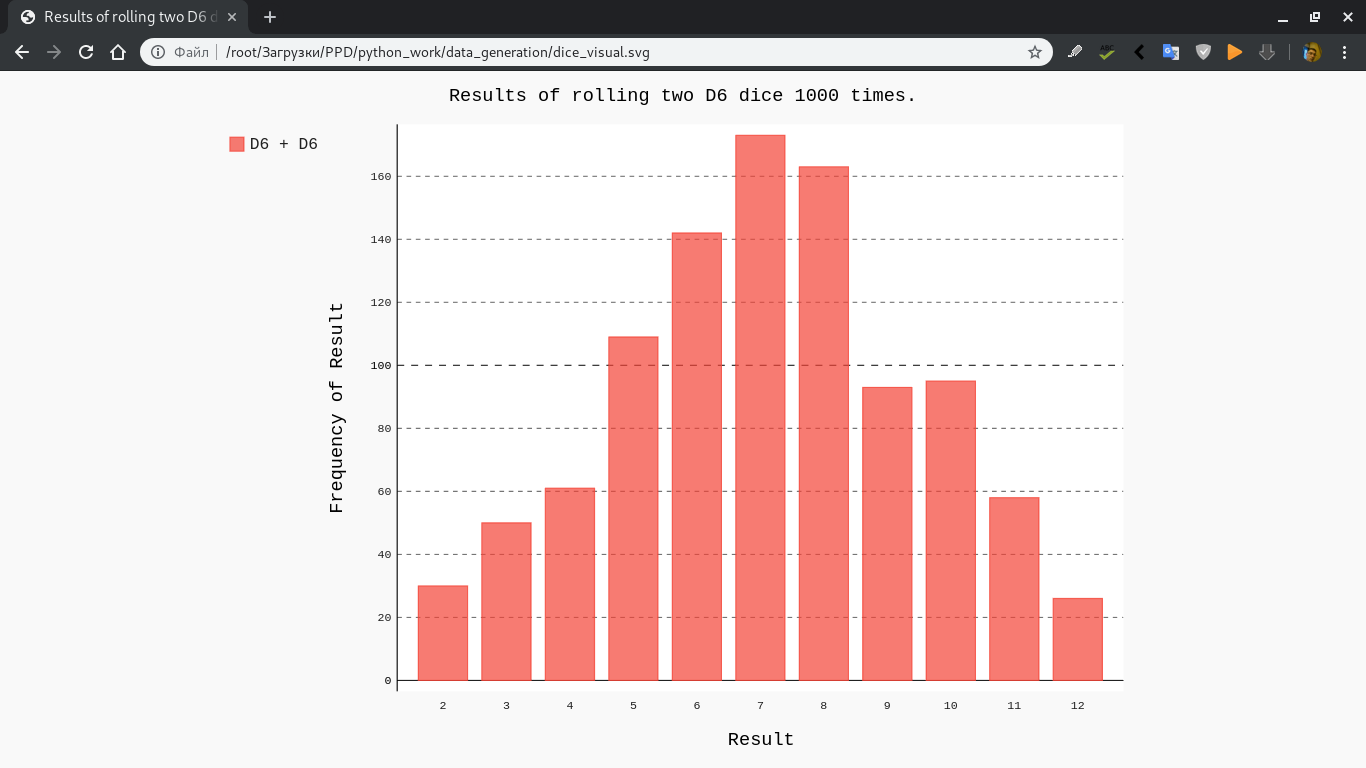 Results of rolling two D6 d
Файл
/root/Загрузки/PPD/python_work/data_generation/dice_visual.svg
ABC
Results of rolling two D6 dice 1000 times.
D6 + D6
Frequency of Result
160
140
120
100
80
60
40
20
0
2 3 4 5 6 7 8 9 10 11 12
Result